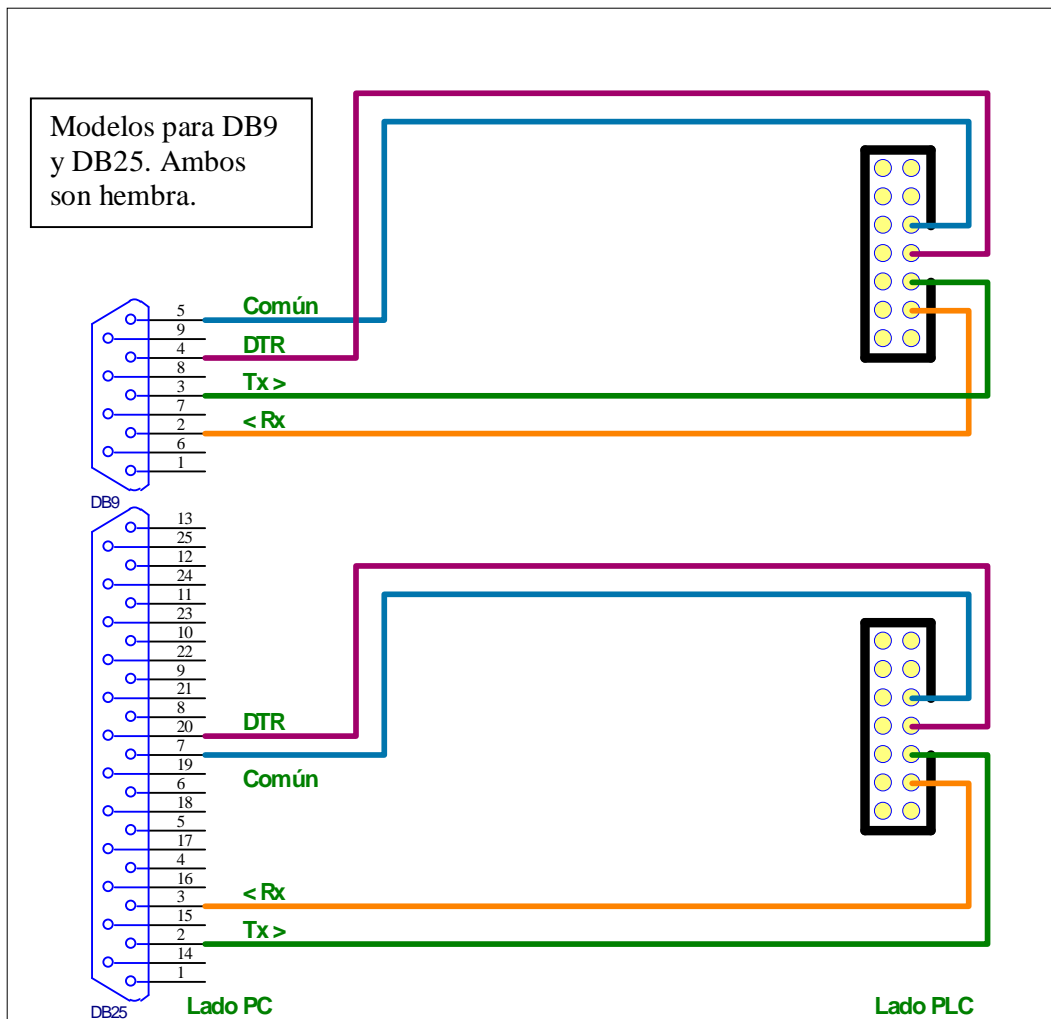 Modelos para DB9
y DB25. Ambos
son hembra.
5
Común
9
4
DTR
8
3
Tx >
7
2
< Rx
6
1
DB9
13
25
12
24
11
23
10
22
9
21
8
20
DTR
7
19
Común
6
18
5
17
4
16
3
< Rx
15
2
Tx >
14
1
DB25
Lado PC
Lado PLC